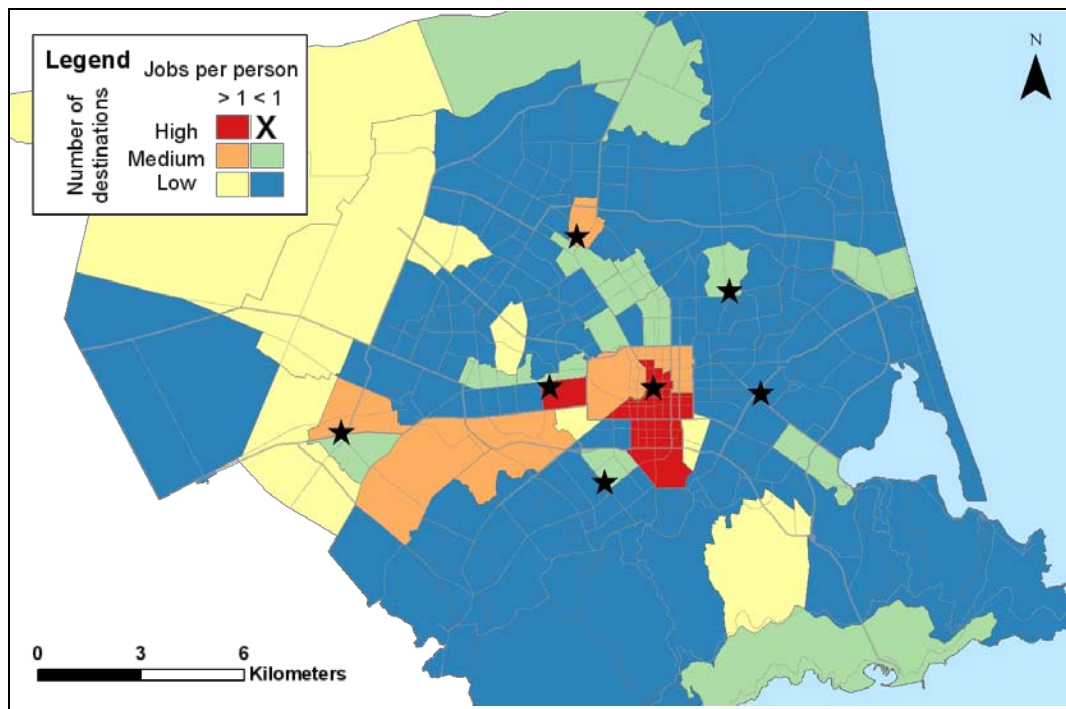 Legend
Jobs per person
> 1 < 1
Number of
destinations
High X
Medium
Low
N
0 3 6
Kilometers